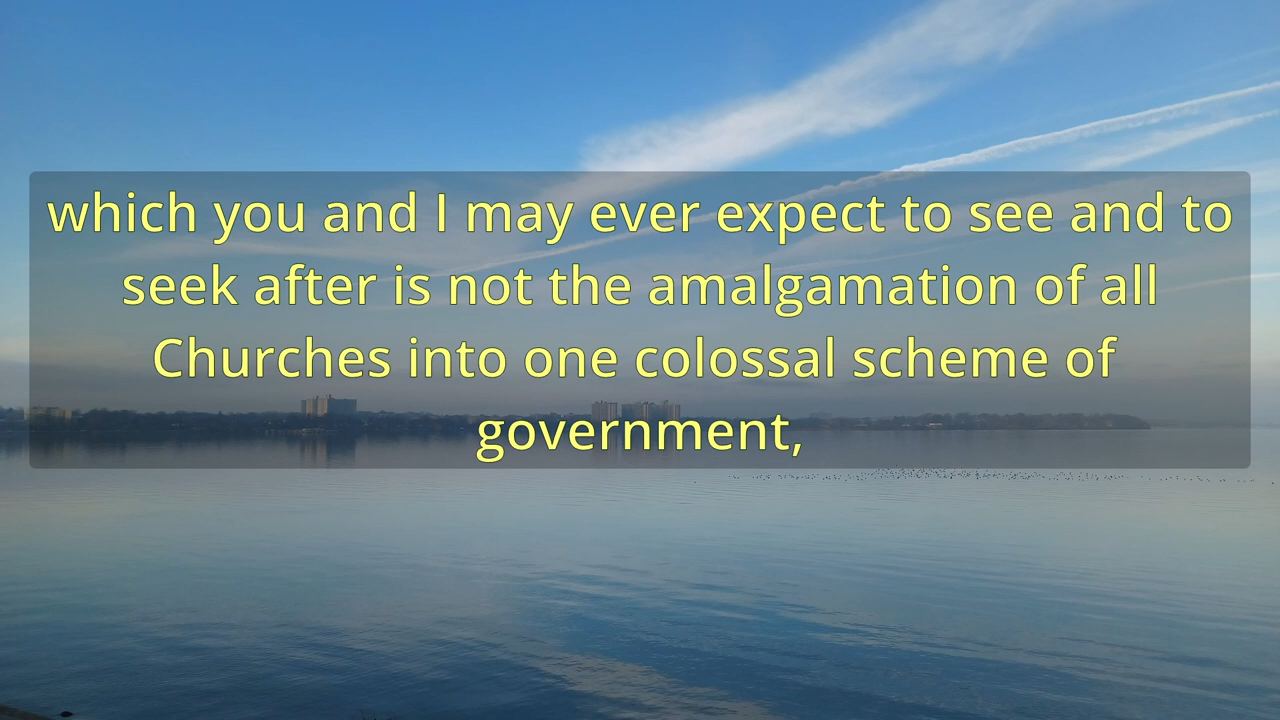 which you and I may ever expect to see and to
seek after is not the amalgamation of all
Churches into one colossal scheme of
government,